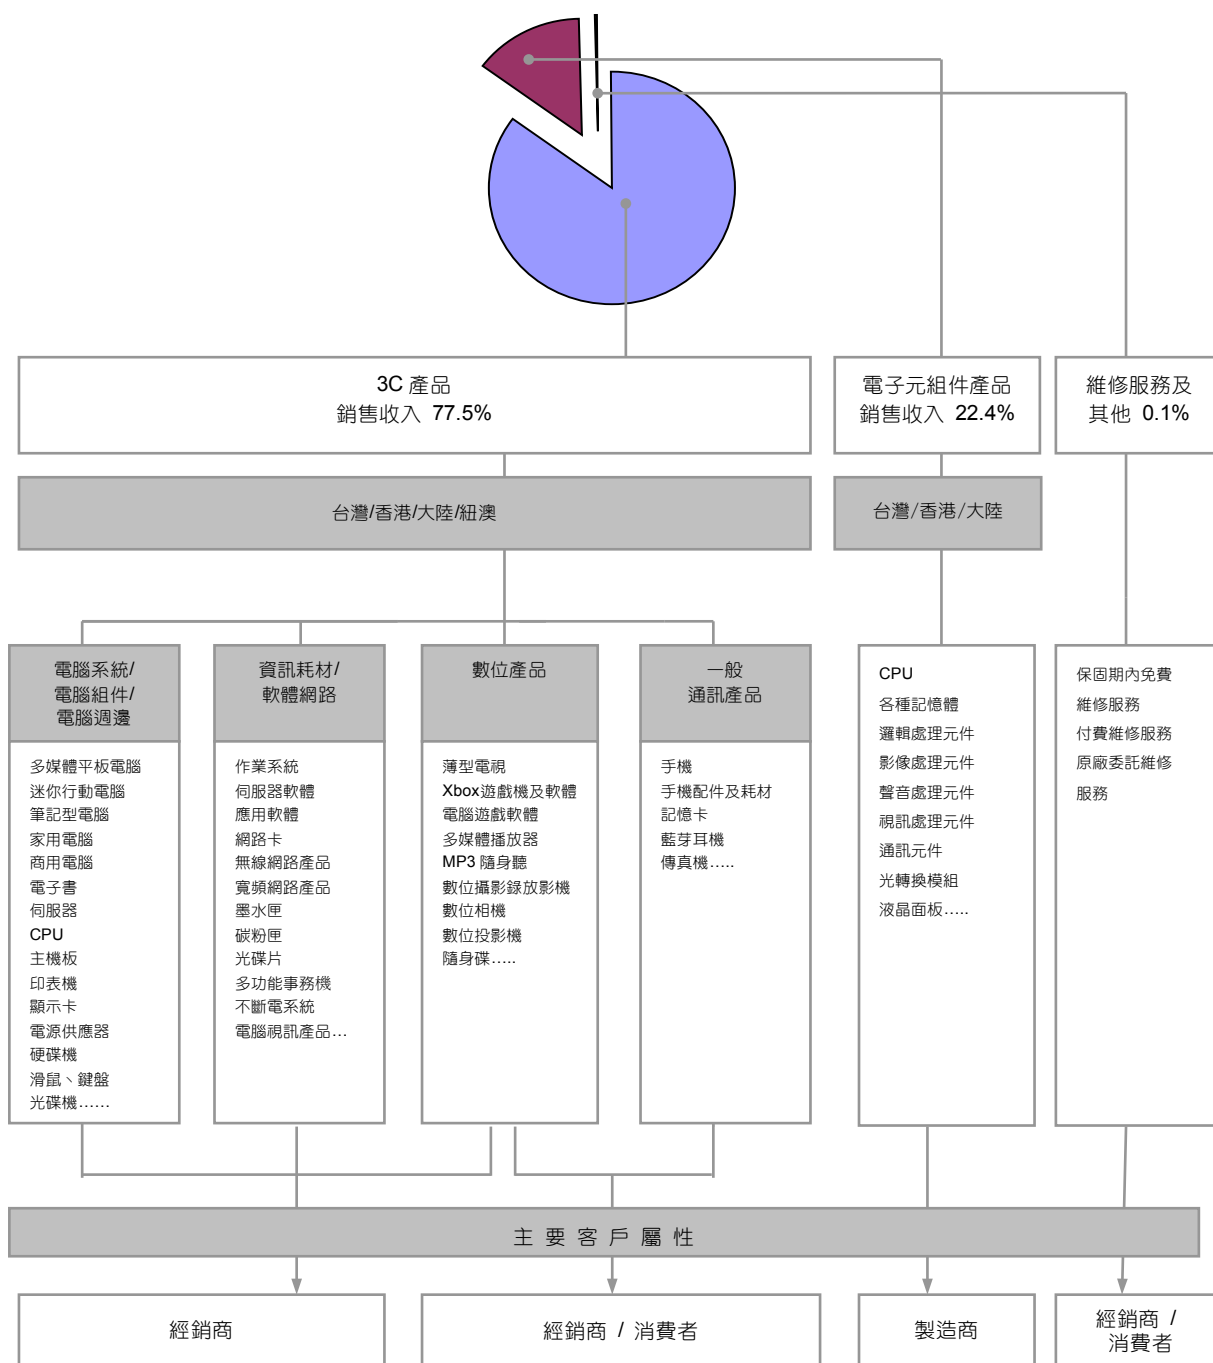 3C 產品
銷售收入 77.5%
電子元組件產品
銷售收入 22.4%
維修服務及
其他 0.1%
台灣/香港/大陸/紐澳
台灣/香港/大陸
電腦系統/
電腦組件/
電腦週邊
多媒體平板電腦
迷你行動電腦
筆記型電腦
家用電腦
商用電腦
電子書
伺服器
CPU
主機板
印表機
顯示卡
電源供應器
硬碟機
滑鼠、鍵盤
光碟機……
資訊耗材/
軟體網路
作業系統
伺服器軟體
應用軟體
網路卡
無線網路產品
寬頻網路產品
墨水匣
碳粉匣
光碟片
多功能事務機
不斷電系統
電腦視訊產品…
數位產品
薄型電視
Xbox遊戲機及軟體
電腦遊戲軟體
多媒體播放器
MP3 隨身聽
數位攝影錄放影機
數位相機
數位投影機
隨身碟…..
一般
通訊產品
手機
手機配件及耗材
記憶卡
藍芽耳機
傳真機…..
CPU
各種記憶體
邏輯處理元件
影像處理元件
聲音處理元件
視訊處理元件
通訊元件
光轉換模組
液晶面板…..
保固期內免費
維修服務
付費維修服務
原廠委託維修
服務
主 要 客 戶 屬 性
經銷商
經銷商 / 消費者
製造商
經銷商 /
消費者